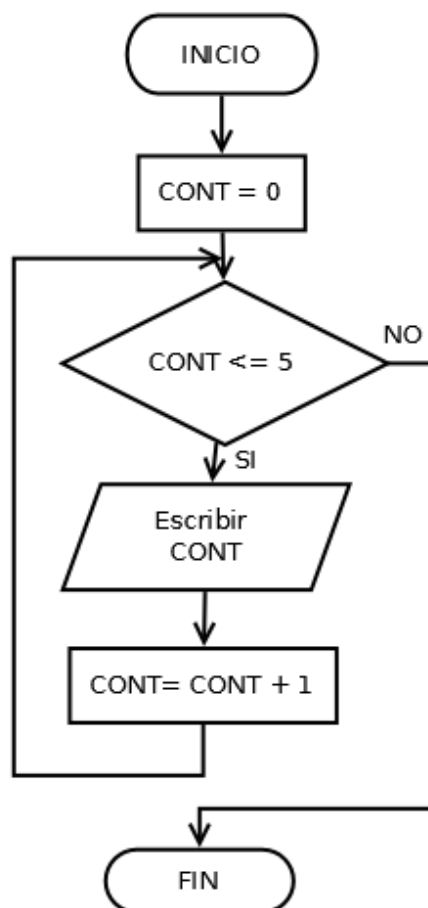 INICIO
CONT = 0
CONT <= 5
NO
SI
Escribir
CONT
CONT= CONT + 1
FIN